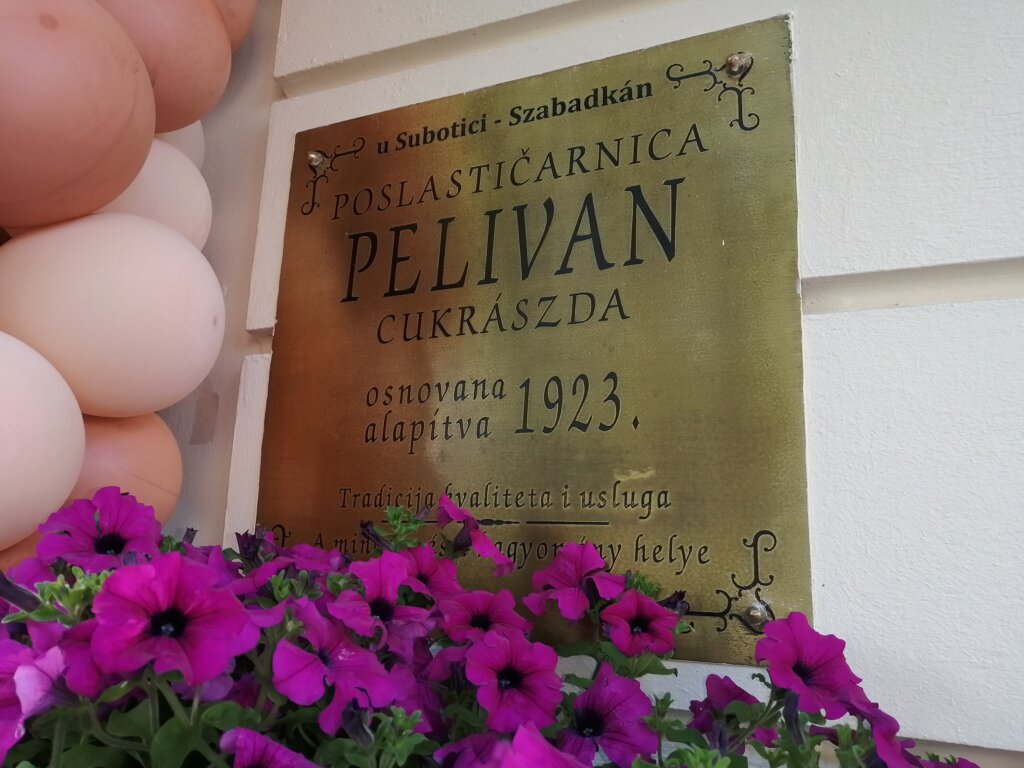 u Subotici - Szabadkán
POSLASTIČARNICA
PELIVAN
CUKRÁSZDA
osnovana
alapítva 1923.
Tradicija kvaliteta i usluga
A helye